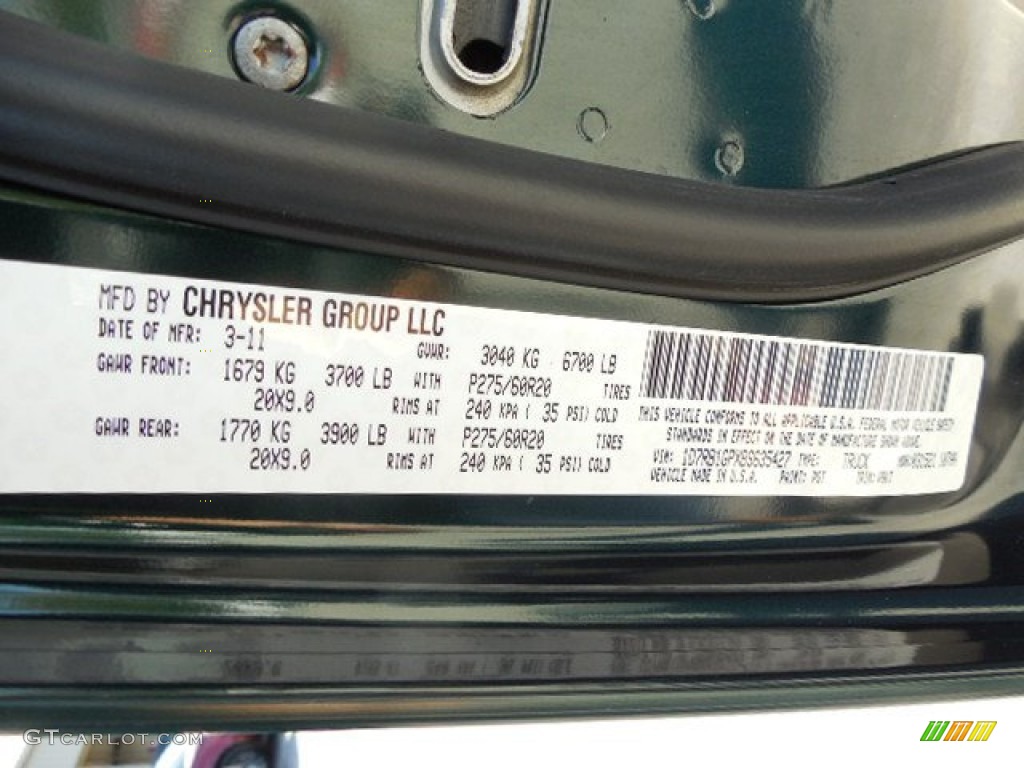 MFD BY CHRYSLER GROUP LLC
DATE OF MFR: 3-11 GVWR: 3040 KG 6700 LB
GAWR FRONT: 1679 KG 3700 LB WITH P275/60R20 TIRES
20X9.0 RIMS AT 240 KPA ( 35 PSI) COLD
GAWR REAR: 1770 KG 3900 LB WITH P275/60R20 TIRES
20X9.0 RIMS AT 240 KPA ( 35 PSI) COLD
THIS VEHICLE CONFORMS TO ALL APPLICABLE U.S.A. FEDERAL MOTOR VEHICLE SAFETY
STANDARDS IN EFFECT ON THE DATE OF MANUFACTURE SHOWN ABOVE.
VIN: 1D7RB1GPXBS635427 TYPE: TRUCK
VEHICLE MADE IN U.S.A. PAINT: TRIM:
© GTCarLot.com